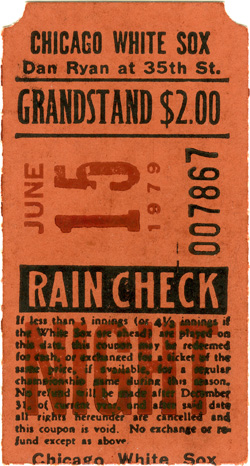 CHICAGO WHITE SOX
Dan Ryan at 35th St.
GRANDSTAND $2.00
JUNE 15 1979
007867
RAIN CHECK
If less than 5 innings (or 4½ innings if
the White Sox are ahead) are played on
this date, this coupon may be redeemed
for cash, or exchanged for a ticket of the
same price, if available, for regular
championship game during this season.
No refund will be made after December
31, of current year, and after said date
all rights hereunder are cancelled and
this coupon is void. No exchange or re-
fund except as above.
Chicago White Sox